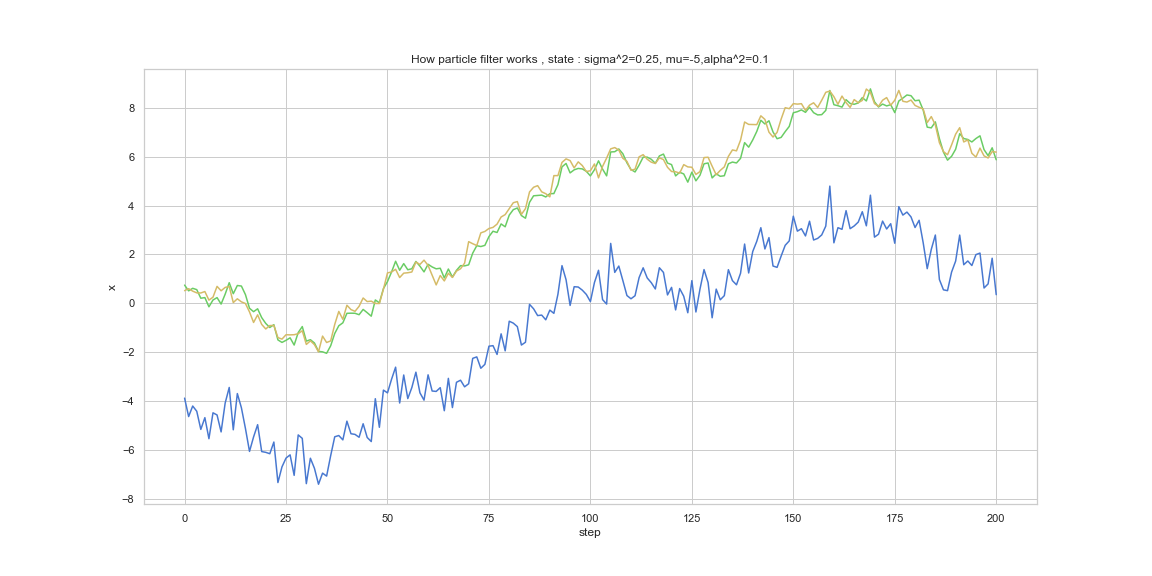 How particle filter works , state : sigma^2=0.25, mu=-5,alpha^2=0.1
8
6
4
2
0
−2
−4
−6
−8
x
0 25 50 75 100 125 150 175 200
step